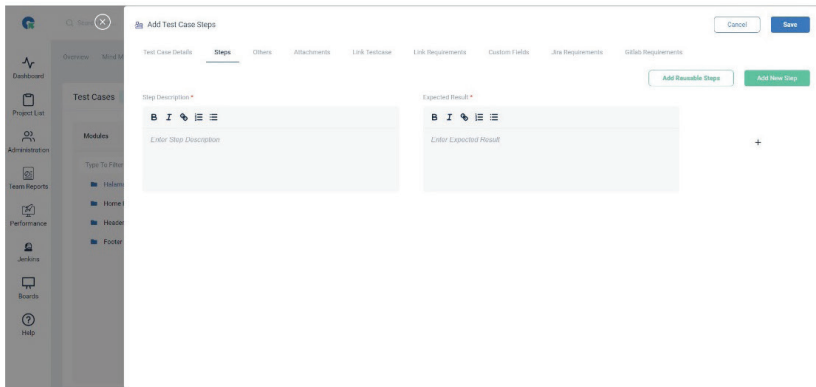 Add Test Case Steps
Cancel
Save
Overview Mind M
Test Case Details Steps Others Attachments Link Testcase Link Requirements Custom Fields Jira Requirements Gitlab Requirements
Dashboard
Add Reusable Steps
Add New Step
Test Cases
Step Description *
Expected Result *
Project List
B I
B I
Modules
Enter Step Description
Enter Expected Result
+
Administration
Type To Filter
Team Reports
Home
Performance
Header
Footer
Jenkins
Boards
Help